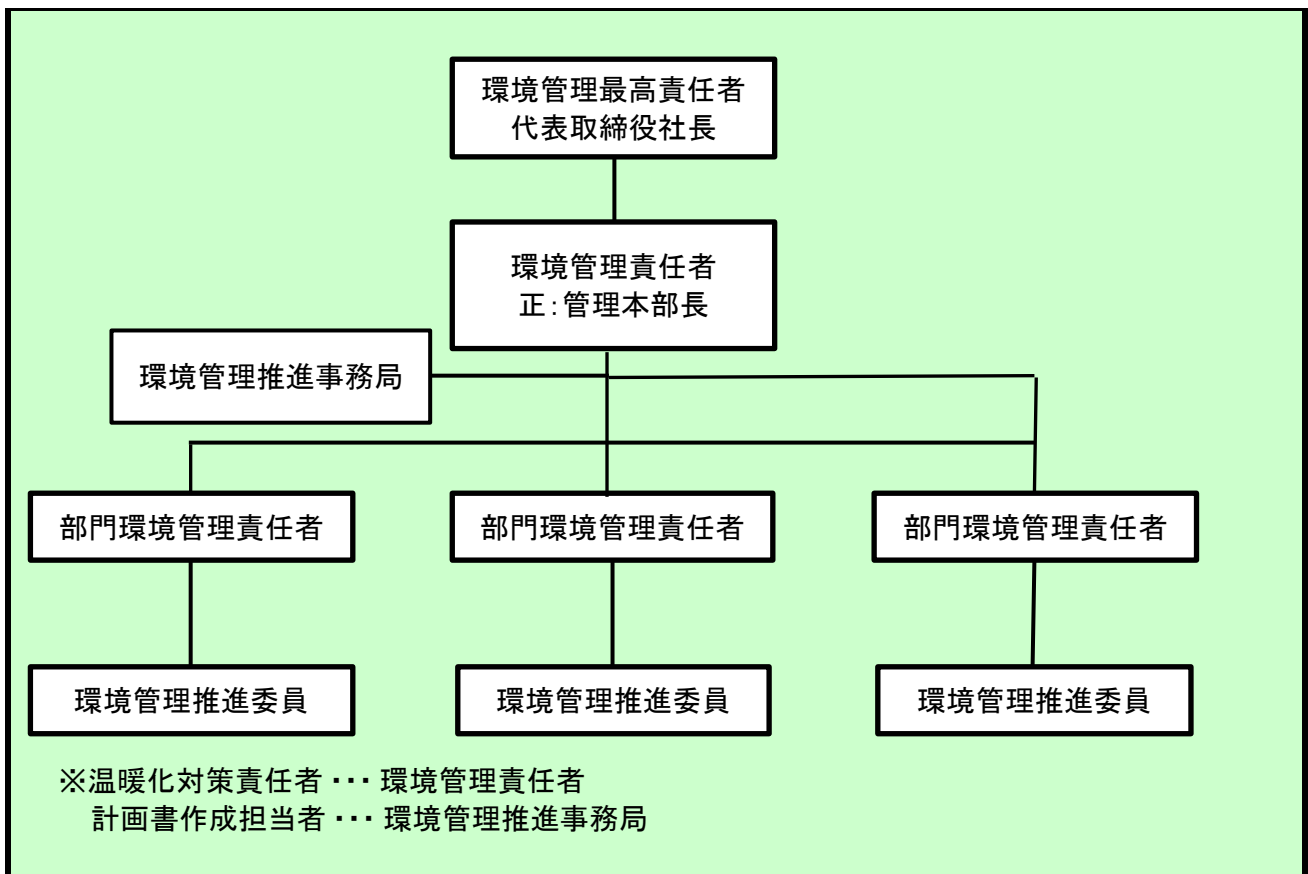 環境管理最高責任者
代表取締役社長
環境管理責任者
正:管理本部長
環境管理推進事務局
部門環境管理責任者
部門環境管理責任者
部門環境管理責任者
環境管理推進委員
環境管理推進委員
環境管理推進委員
※温暖化対策責任者・・・環境管理責任者
計画書作成担当者・・・環境管理推進事務局